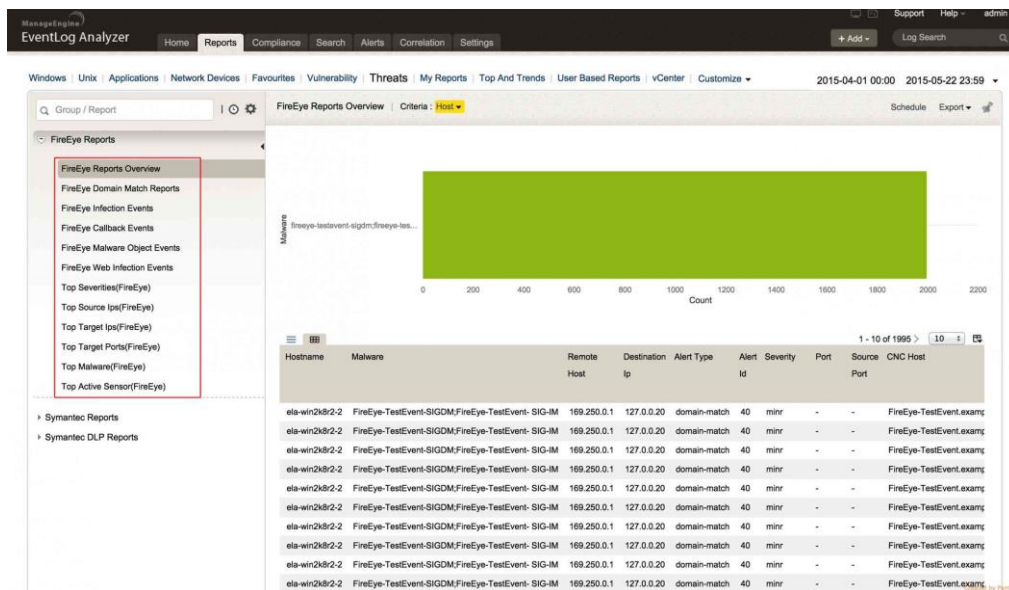 ManageEngine
EventLog Analyzer
Home Reports Compliance Search Alerts Correlation Settings
Support Help admin
+ Add Log Search
Windows Unix Applications Network Devices Favourites Vulnerability Threats My Reports Top And Trends User Based Reports vCenter Customize
2015-04-01 00:00 2015-05-22 23:59
Group / Report
FireEye Reports Overview Criteria : Host
Schedule Export
FireEye Reports
FireEye Reports Overview
FireEye Domain Match Reports
FireEye Infection Events
FireEye Callback Events
FireEye Malware Object Events
FireEye Web Infection Events
Top Severities(FireEye)
Top Source Ips(FireEye)
Top Target Ips(FireEye)
Top Target Ports(FireEye)
Top Malware(FireEye)
Top Active Sensor(FireEye)
Symantec Reports
Symantec DLP Reports
Malware
fireeye-testevent-sigdm;fireeye-tes...
0 200 400 600 800 1000 1200 1400 1600 1800 2000 2200
Count
1 - 10 of 1995 > 10
Hostname Malware Remote Host Destination Ip Alert Type Alert Id Severity Port Source Port CNC Host
ela-win2k8r2-2 FireEye-TestEvent-SIGDM;FireEye-TestEvent- SIG-IM 169.250.0.1 127.0.0.20 domain-match 40 minr - - FireEye-TestEvent.examp
ela-win2k8r2-2 FireEye-TestEvent-SIGDM;FireEye-TestEvent- SIG-IM 169.250.0.1 127.0.0.20 domain-match 40 minr - - FireEye-TestEvent.examp
ela-win2k8r2-2 FireEye-TestEvent-SIGDM;FireEye-TestEvent- SIG-IM 169.250.0.1 127.0.0.20 domain-match 40 minr - - FireEye-TestEvent.examp
ela-win2k8r2-2 FireEye-TestEvent-SIGDM;FireEye-TestEvent- SIG-IM 169.250.0.1 127.0.0.20 domain-match 40 minr - - FireEye-TestEvent.examp
ela-win2k8r2-2 FireEye-TestEvent-SIGDM;FireEye-TestEvent- SIG-IM 169.250.0.1 127.0.0.20 domain-match 40 minr - - FireEye-TestEvent.examp
ela-win2k8r2-2 FireEye-TestEvent-SIGDM;FireEye-TestEvent- SIG-IM 169.250.0.1 127.0.0.20 domain-match 40 minr - - FireEye-TestEvent.examp
ela-win2k8r2-2 FireEye-TestEvent-SIGDM;FireEye-TestEvent- SIG-IM 169.250.0.1 127.0.0.20 domain-match 40 minr - - FireEye-TestEvent.examp
ela-win2k8r2-2 FireEye-TestEvent-SIGDM;FireEye-TestEvent- SIG-IM 169.250.0.1 127.0.0.20 domain-match 40 minr - - FireEye-TestEvent.examp
ela-win2k8r2-2 FireEye-TestEvent-SIGDM;FireEye-TestEvent- SIG-IM 169.250.0.1 127.0.0.20 domain-match 40 minr - - FireEye-TestEvent.examp
ela-win2k8r2-2 FireEye-TestEvent-SIGDM;FireEye-TestEvent- SIG-IM 169.250.0.1 127.0.0.20 domain-match 40 minr - - FireEye-TestEvent.examp